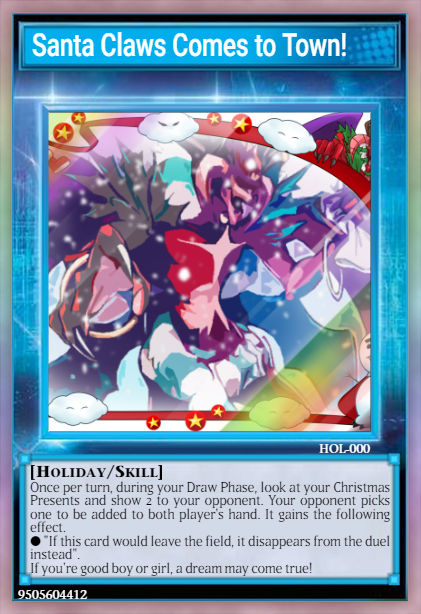 Santa Claws Comes to Town!
HOL-000
[HOLIDAY/SKILL]
Once per turn, during your Draw Phase, look at your Christmas
Presents and show 2 to your opponent. Your opponent picks
one to be added to both player's hand. It gains the following
effect.
● "If this card would leave the field, it disappears from the duel
instead".
If you're good boy or girl, a dream may come true!
9505604412